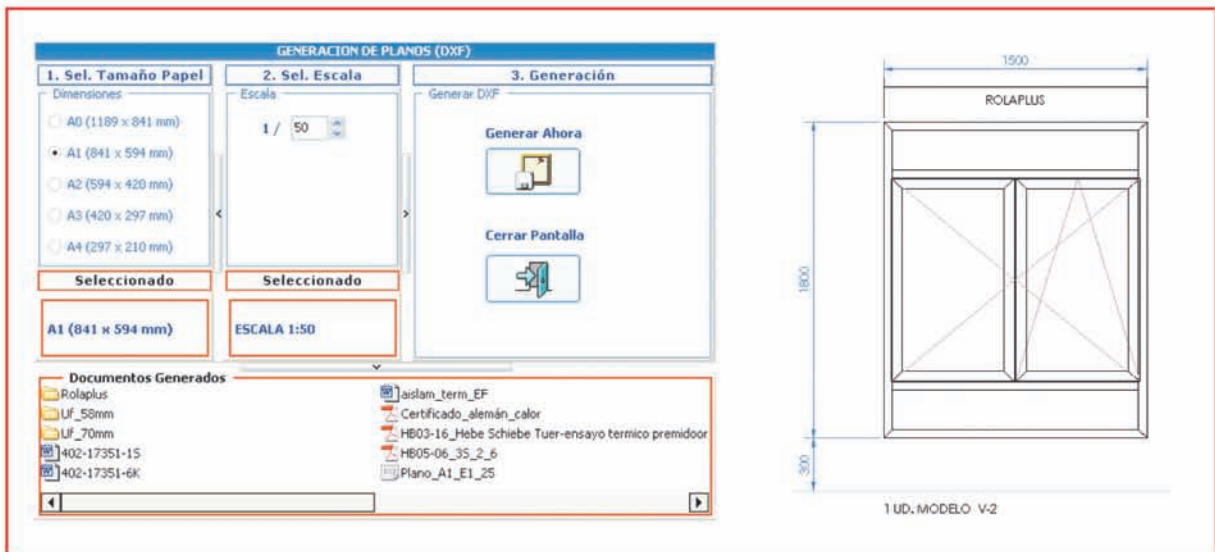 GENERACION DE PLANOS (DXF)
1. Sel. Tamaño Papel
Dimensiones
A0 (1189 x 841 mm)
A1 (841 x 594 mm)
A2 (594 x 420 mm)
A3 (420 x 297 mm)
A4 (297 x 210 mm)
Seleccionado
A1 (841 x 594 mm)
2. Sel. Escala
Escala
1 / 50
Seleccionado
ESCALA 1:50
3. Generación
Generar DXF
Generar Ahora
Cerrar Pantalla
Documentos Generados
Rolaplus
Uf_58mm
Uf_70mm
402-17351-1S
402-17351-6K
aislam_term_EF
Certificado_alemán_calor
HB03-16_Hebe Schiebe Tuer-ensayo termico premidoor
HB05-06_3S_2_6
Plano_A1_E1_25
1500
ROLAPLUS
1800
300
1 UD. MODELO V-2